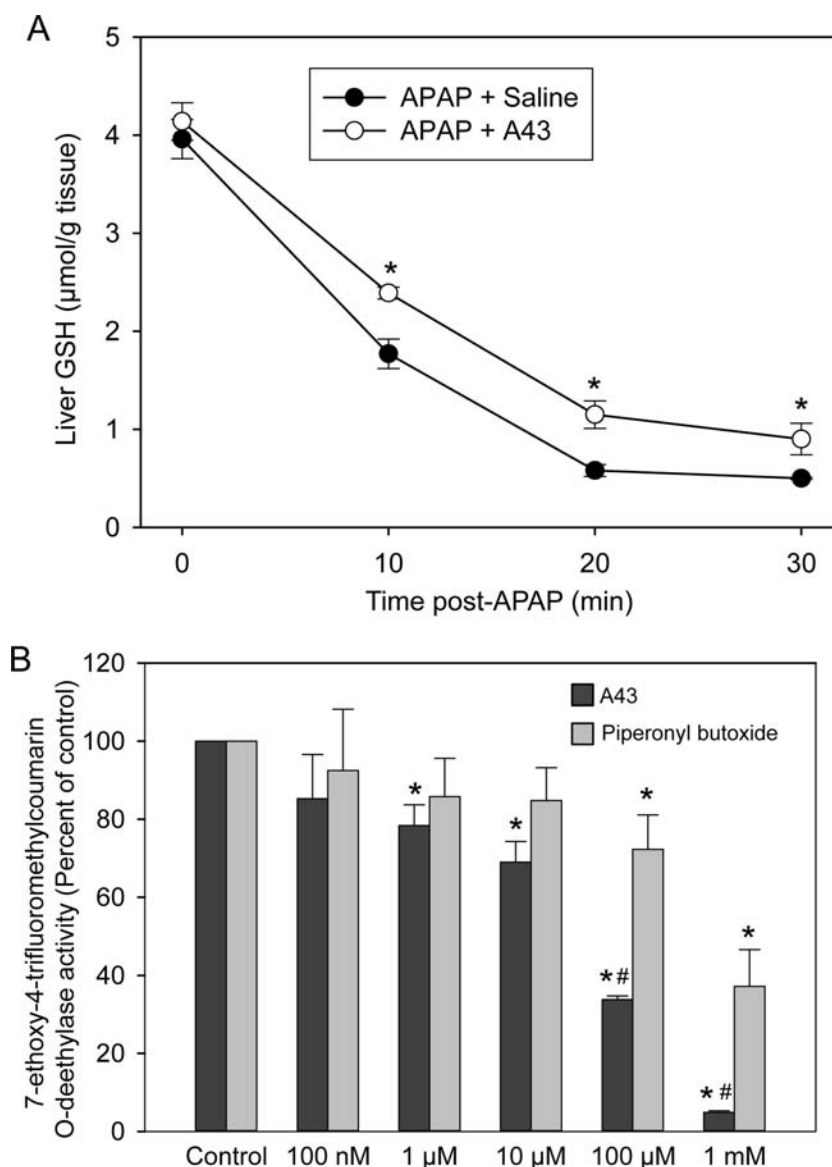 A
5
4
3
2
1
0
Liver GSH (µmol/g tissue)
APAP + Saline
APAP + A43
*
*
*
0 10 20 30
Time post-APAP (min)
B
120
100
80
60
40
20
0
7-ethoxy-4-trifluoromethylcoumarin
O-deethylase activity (Percent of control)
A43
Piperonyl butoxide
*
*
*
*#
*
*#
Control 100 nM 1 µM 10 µM 100 µM 1 mM